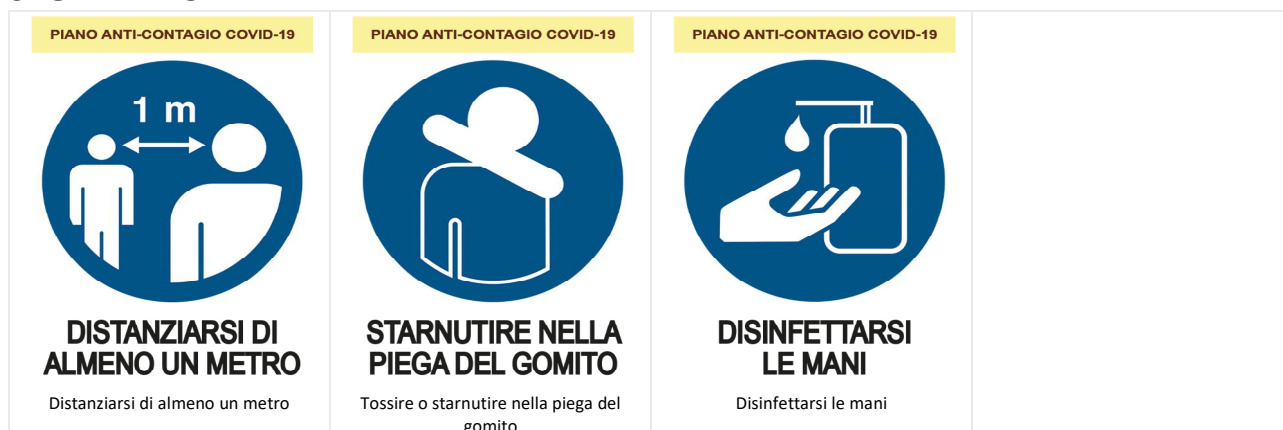 PIANO ANTI-CONTAGIO COVID-19
1 m
DISTANZIARSI DI
ALMENO UN METRO
Distanziarsi di almeno un metro
PIANO ANTI-CONTAGIO COVID-19
STARNUTIRE NELLA
PIEGA DEL GOMITO
Tossire o starnutire nella piega del
gomito
PIANO ANTI-CONTAGIO COVID-19
DISINFETTARSI
LE MANI
Disinfettarsi le mani